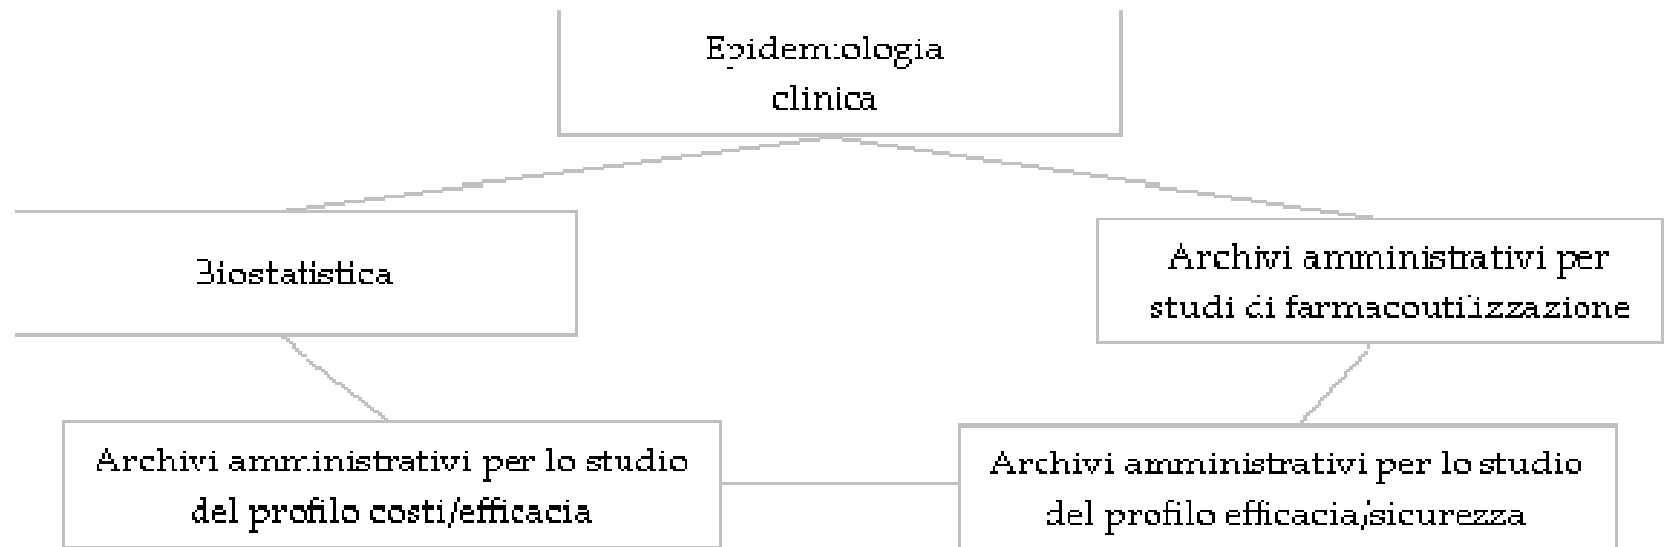 Epidemiologia
clinica
Biostatistica
Archivi amministrativi per
studi di farmacoutilizzazione
Archivi amministrativi per lo studio
del profilo costi/efficacia
Archivi amministrativi per lo studio
del profilo efficacia/sicurezza